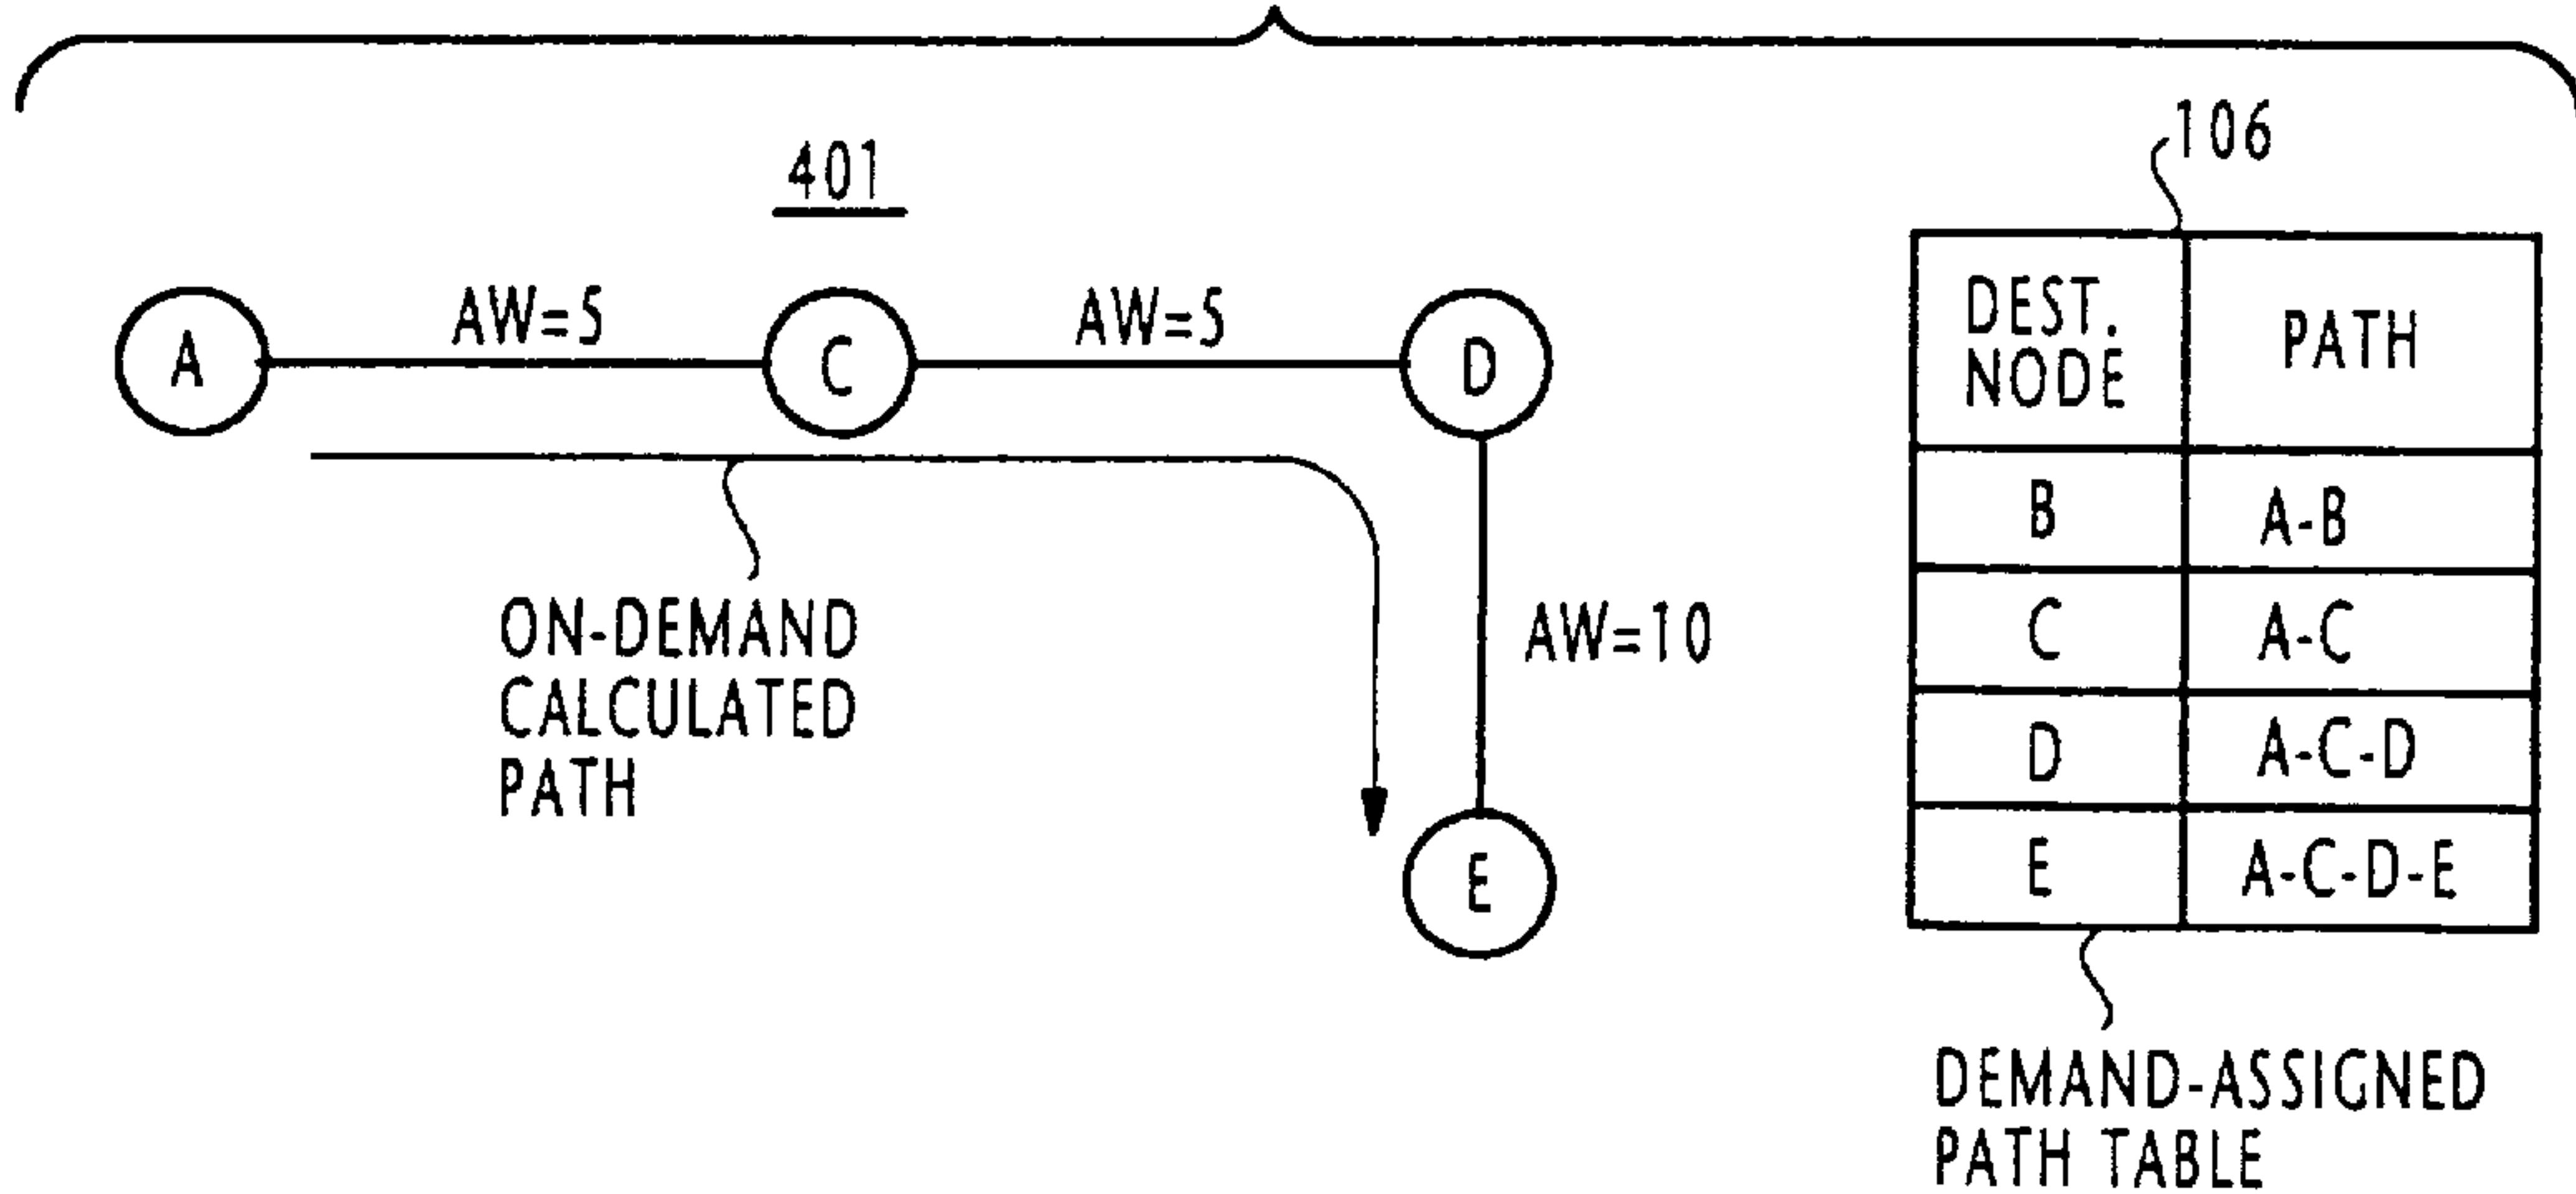 401
106
A
AW=5
C
AW=5
D
AW=10
E
ON-DEMAND
CALCULATED
PATH
DEST.
NODE
PATH
B
A-B
C
A-C
D
A-C-D
E
A-C-D-E
DEMAND-ASSIGNED
PATH TABLE